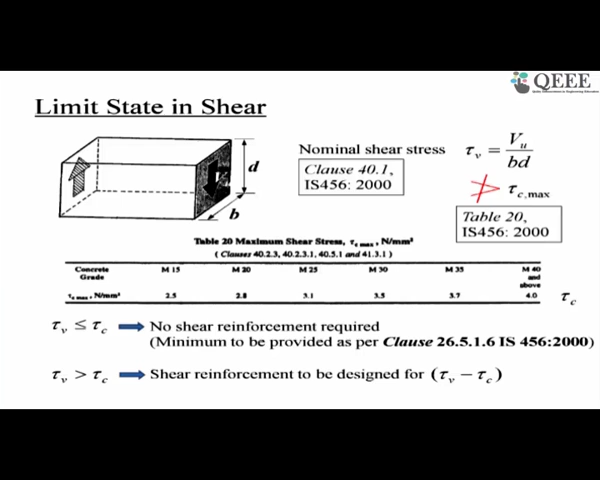 QEEE
Limit State in Shear
d
b
Nominal shear stress τv = Vu / bd
Clause 40.1,
IS456: 2000
≯ τc,max
Table 20,
IS456: 2000
Table 20 Maximum Shear Stress, τc max, N/mm²
( Clauses 40.2.3, 40.2.3.1, 40.5.1 and 41.3.1 )
Concrete Grade M 15 M 20 M 25 M 30 M 35 M 40 and above
τc max, N/mm² 2.5 2.8 3.1 3.5 3.7 4.0
τc
τv ≤ τc No shear reinforcement required
(Minimum to be provided as per Clause 26.5.1.6 IS 456:2000)
τv > τc Shear reinforcement to be designed for (τv − τc)